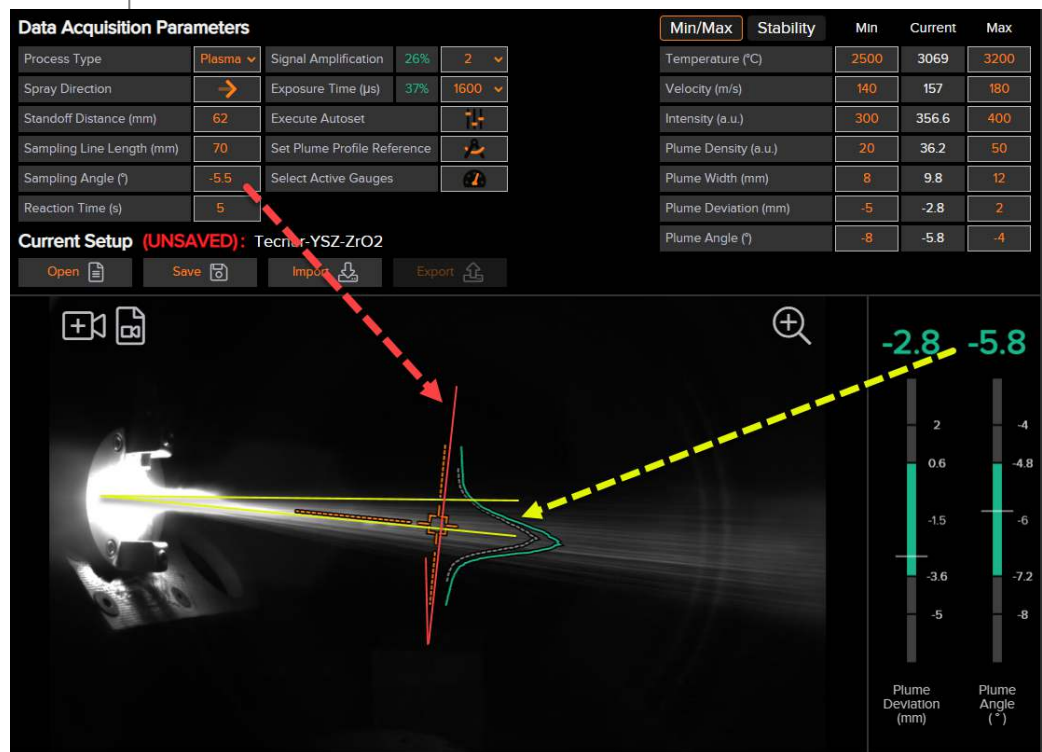 Data Acquisition Parameters
Process Type Plasma Signal Amplification 26% 2
Spray Direction Exposure Time (µs) 37% 1600
Standoff Distance (mm) 62 Execute Autoset
Sampling Line Length (mm) 70 Set Plume Profile Reference
Sampling Angle (°) -5.5 Select Active Gauges
Reaction Time (s) 5
Current Setup (UNSAVED): Tecnar-YSZ-ZrO2
Open Save Import Export
Min/Max Stability Min Current Max
Temperature (°C) 2500 3069 3200
Velocity (m/s) 140 157 180
Intensity (a.u.) 300 356.6 400
Plume Density (a.u.) 20 36.2 50
Plume Width (mm) 8 9.8 12
Plume Deviation (mm) -5 -2.8 2
Plume Angle (°) -8 -5.8 -4
-2.8 -5.8
2 -4
0.6 -4.8
-1.5 -6
-3.6 -7.2
-5 -8
Plume Plume
Deviation Angle
(mm) (°)